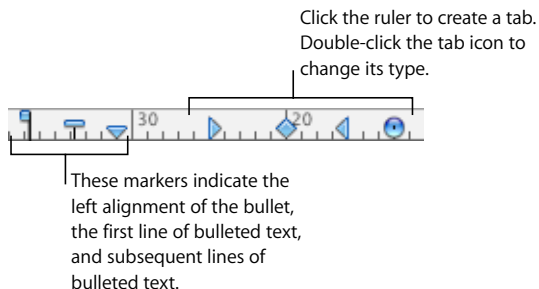 Click the ruler to create a tab.
Double-click the tab icon to
change its type.
30
20
These markers indicate the
left alignment of the bullet,
the first line of bulleted text,
and subsequent lines of
bulleted text.